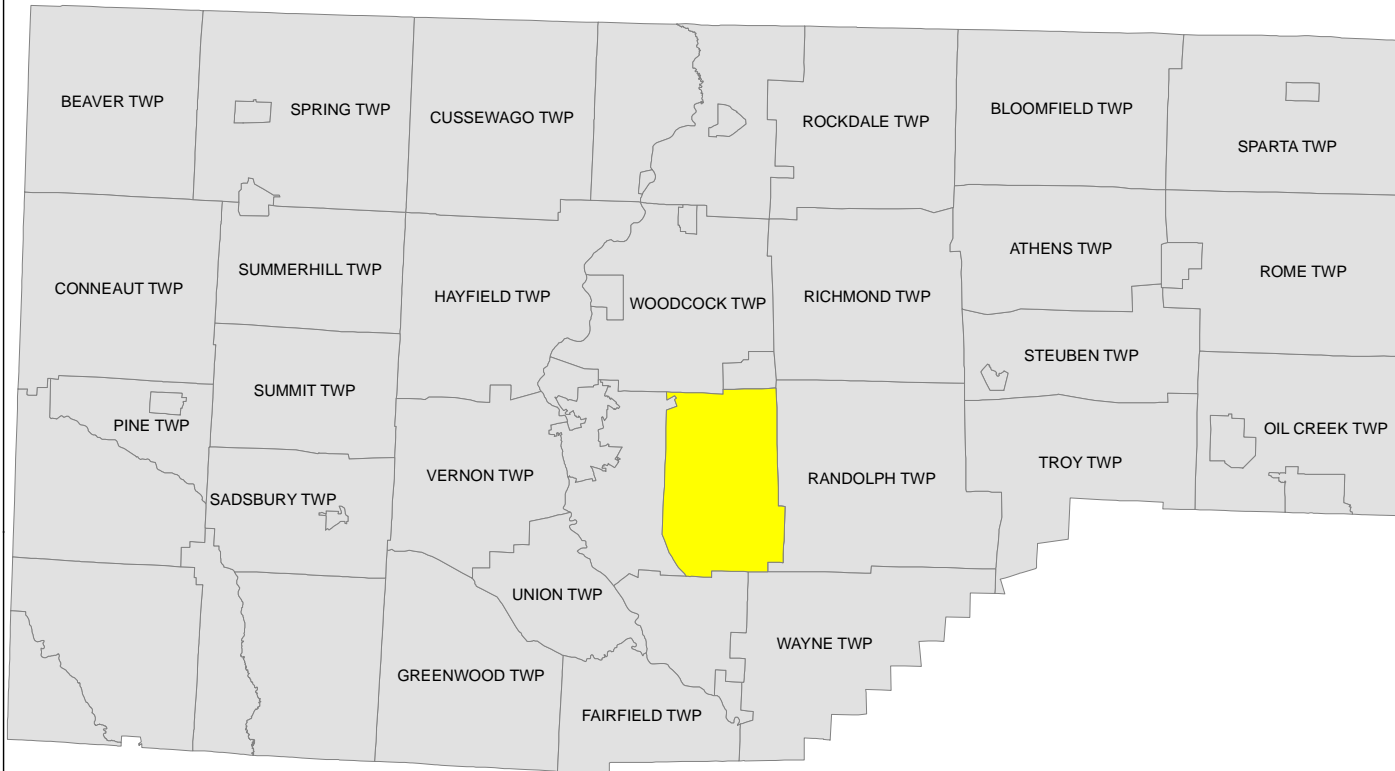 BEAVER TWP
SPRING TWP
CUSSEWAGO TWP
ROCKDALE TWP
BLOOMFIELD TWP
SPARTA TWP
CONNEAUT TWP
SUMMERHILL TWP
HAYFIELD TWP
WOODCOCK TWP
RICHMOND TWP
ATHENS TWP
ROME TWP
STEUBEN TWP
SUMMIT TWP
PINE TWP
OIL CREEK TWP
VERNON TWP
RANDOLPH TWP
TROY TWP
SADSBURY TWP
UNION TWP
WAYNE TWP
GREENWOOD TWP
FAIRFIELD TWP